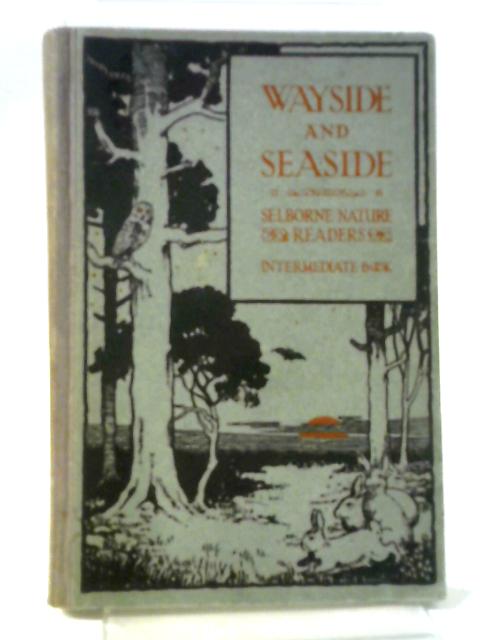 WAYSIDE
AND
SEASIDE
SELBORNE NATURE
READERS
INTERMEDIATE BOOK